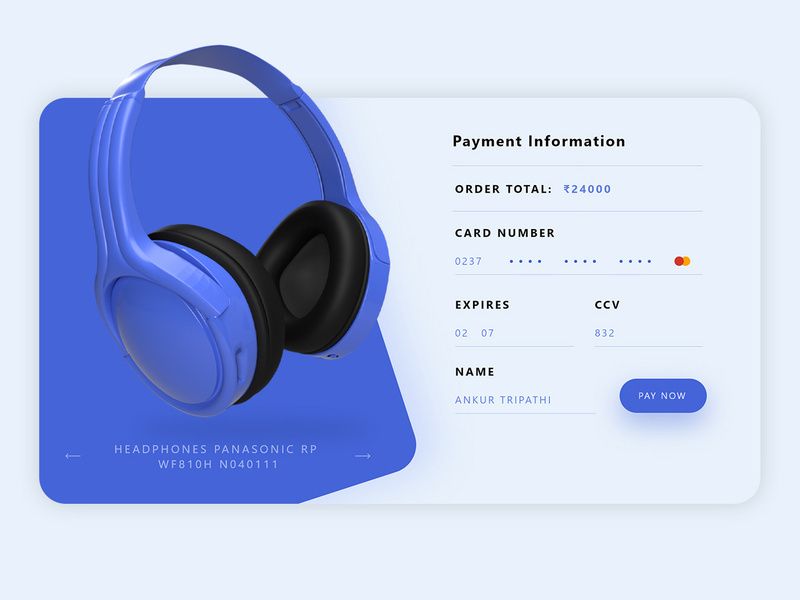 Payment Information
ORDER TOTAL: ₹24000
CARD NUMBER
0237 •••• •••• ••••
EXPIRES CCV
02 07 832
NAME
ANKUR TRIPATHI
PAY NOW
HEADPHONES PANASONIC RP
WF810H N040111